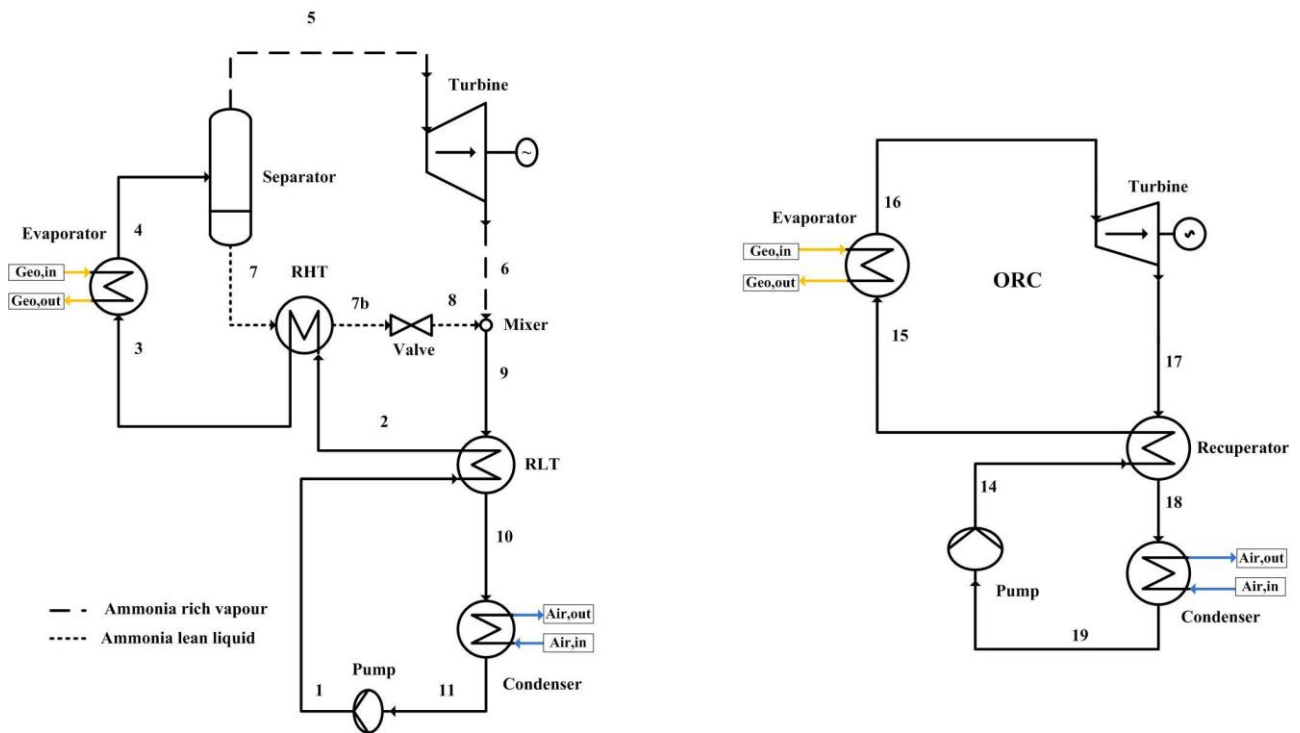 5
Turbine
~
Separator
Evaporator
4
Geo,in
Geo,out
7
RHT
7b
8
6
Valve
Mixer
3
9
2
RLT
10
Ammonia rich vapour
Ammonia lean liquid
Air,out
Air,in
Pump
Condenser
1
11
Turbine
16
Evaporator
~
Geo,in
Geo,out
ORC
15
17
Recuperator
14
18
Air,out
Air,in
Pump
Condenser
19